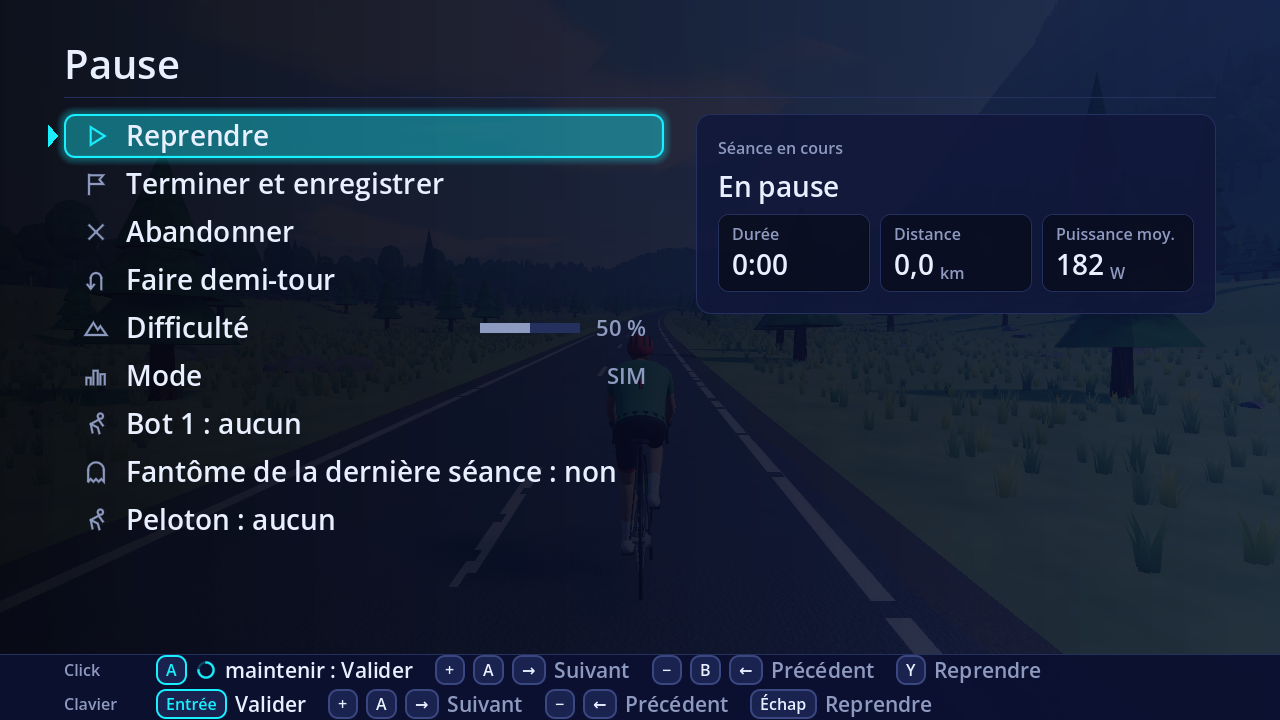 Pause
Reprendre
Terminer et enregistrer
Abandonner
Faire demi-tour
Difficulté 50 %
Mode SIM
Bot 1 : aucun
Fantôme de la dernière séance : non
Peloton : aucun
Séance en cours
En pause
Durée Distance Puissance moy.
0:00 0,0 km 182 W
Click A maintenir : Valider + A → Suivant − B ← Précédent Y Reprendre
Clavier Entrée Valider + A → Suivant − ← Précédent Échap Reprendre